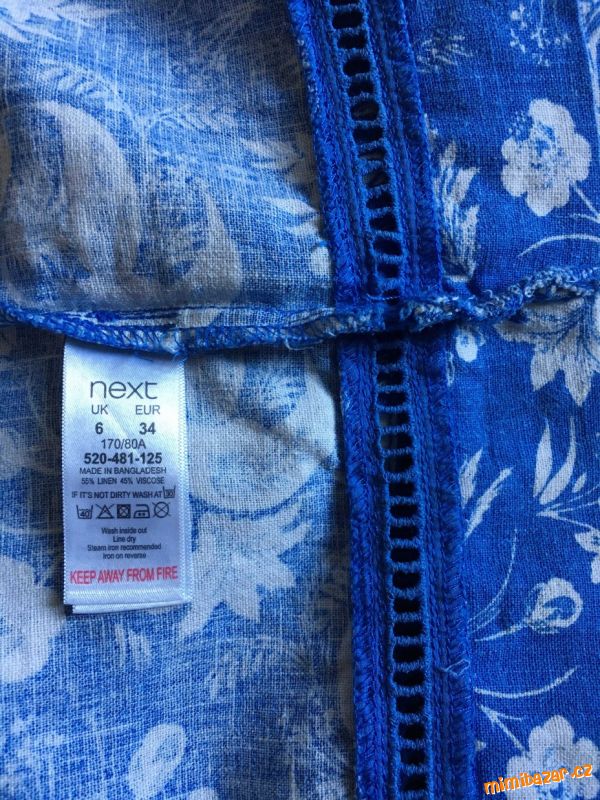 next
UK EUR
6 34
170/80A
520-481-125
MADE IN BANGLADESH
55% LINEN 45% VISCOSE
IF IT'S NOT DIRTY WASH AT 30
40
Wash inside out
Line dry
Steam iron recommended
Iron on reverse
KEEP AWAY FROM FIRE
mimibazar.cz